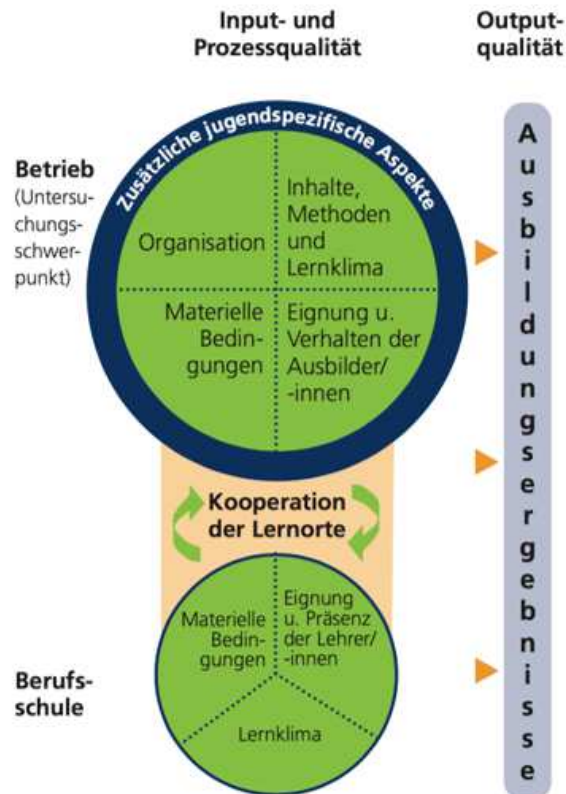 Input- und
Prozessqualität
Output-
qualität
Zusätzliche jugendspezifische Aspekte
Betrieb
(Untersu-
chungs-
schwer-
punkt)
Organisation
Inhalte,
Methoden
und
Lernklima
Materielle
Bedin-
gungen
Eignung u.
Verhalten der
Ausbilder/
-innen
Kooperation
der Lernorte
Materielle
Bedin-
gungen
Eignung
u. Präsenz
der Lehrer/
-innen
Lernklima
Berufs-
schule
Ausbildungsergebnisse